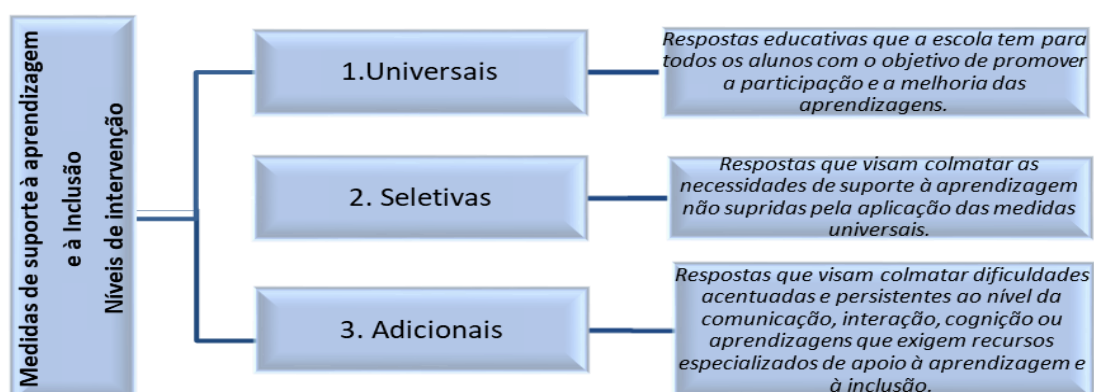 Medidas de suporte à aprendizagem
e à Inclusão
Níveis de intervenção
1.Universais
Respostas educativas que a escola tem para
todos os alunos com o objetivo de promover
a participação e a melhoria das
aprendizagens.
2. Seletivas
Respostas que visam colmatar as
necessidades de suporte à aprendizagem
não supridas pela aplicação das medidas
universais.
3. Adicionais
Respostas que visam colmatar dificuldades
acentuadas e persistentes ao nível da
comunicação, interação, cognição ou
aprendizagens que exigem recursos
especializados de apoio à aprendizagem e
à inclusão.